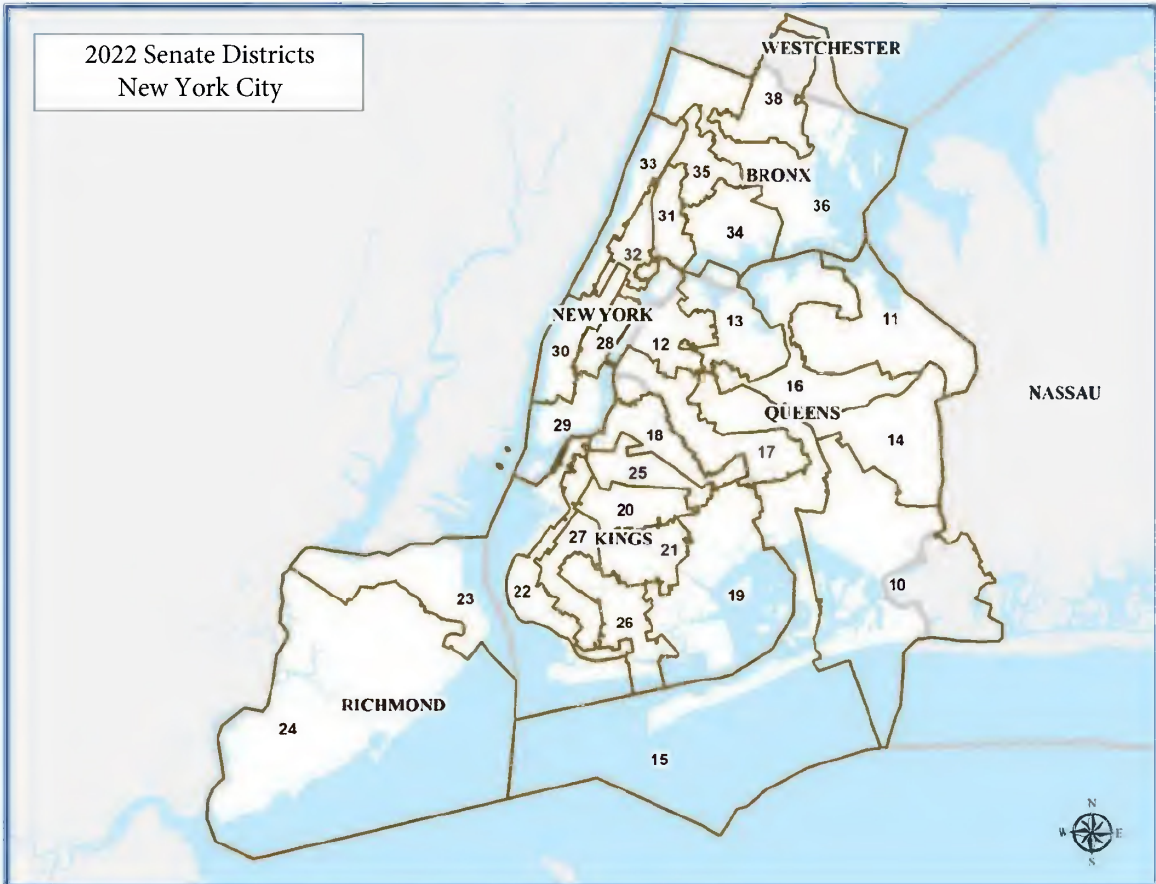 2022 Senate Districts
New York City
WESTCHESTER
38
33
35
BRONX
36
31
34
32
NEW YORK
13
11
28
12
30
16
NASSAU
QUEENS
29
18
14
17
25
20
27
KINGS
21
10
22
19
23
26
RICHMOND
24
15
N
W
E
S